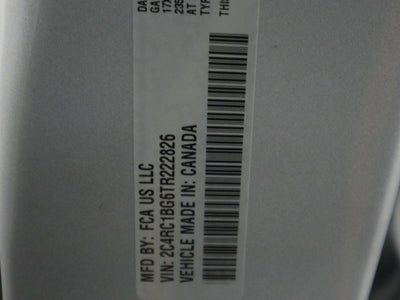 MFD BY: FCA US LLC
VIN: 2C4RC1BG6TR222826
VEHICLE MADE IN: CANADA